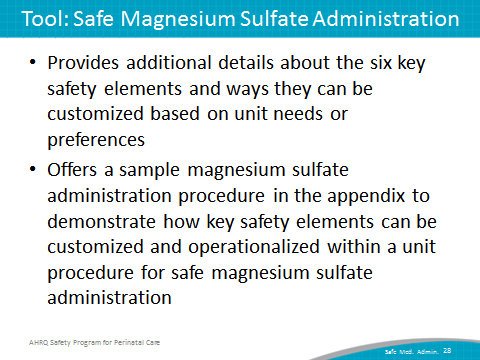 Tool: Safe Magnesium Sulfate Administration
• Provides additional details about the six key
safety elements and ways they can be
customized based on unit needs or
preferences
• Offers a sample magnesium sulfate
administration procedure in the appendix to
demonstrate how key safety elements can be
customized and operationalized within a unit
procedure for safe magnesium sulfate
administration
AHRQ Safety Program for Perinatal Care
Safe Med. Admin. 28